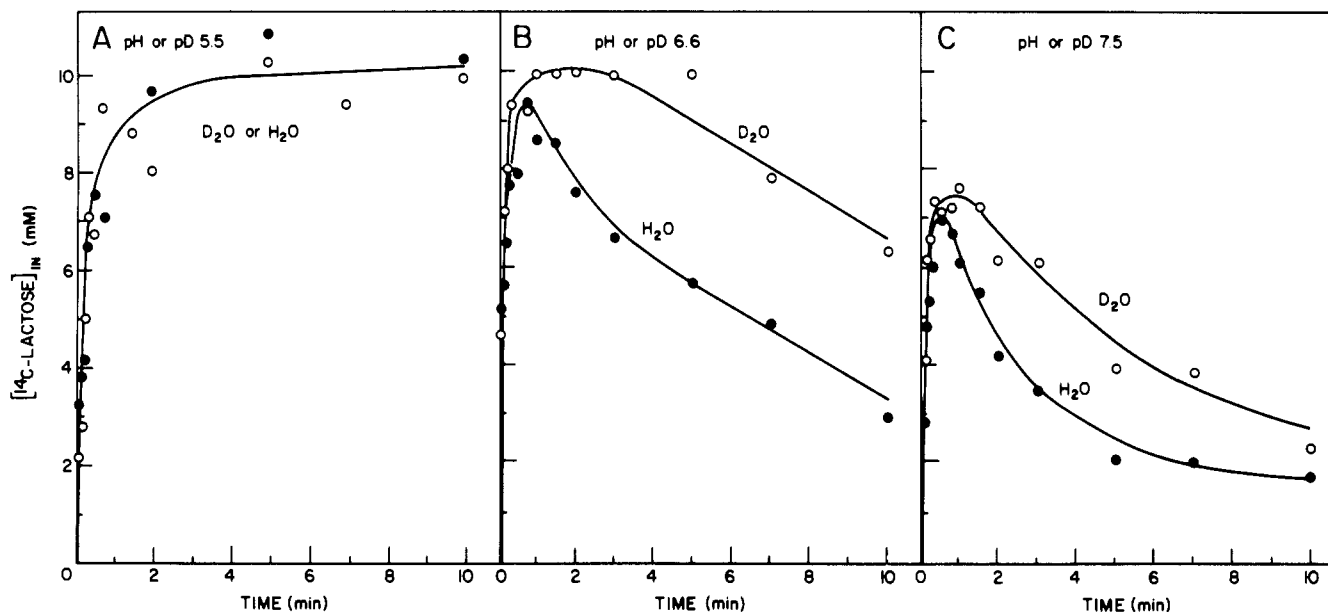 A pH or pD 5.5
B pH or pD 6.6
C pH or pD 7.5
[¹⁴C-LACTOSE]IN (mM)
10
8
6
4
2
0
D₂O or H₂O
D₂O
H₂O
D₂O
H₂O
2 4 6 8 10
0 2 4 6 8 10
0 2 4 6 8 10
TIME (min)
TIME (min)
TIME (min)